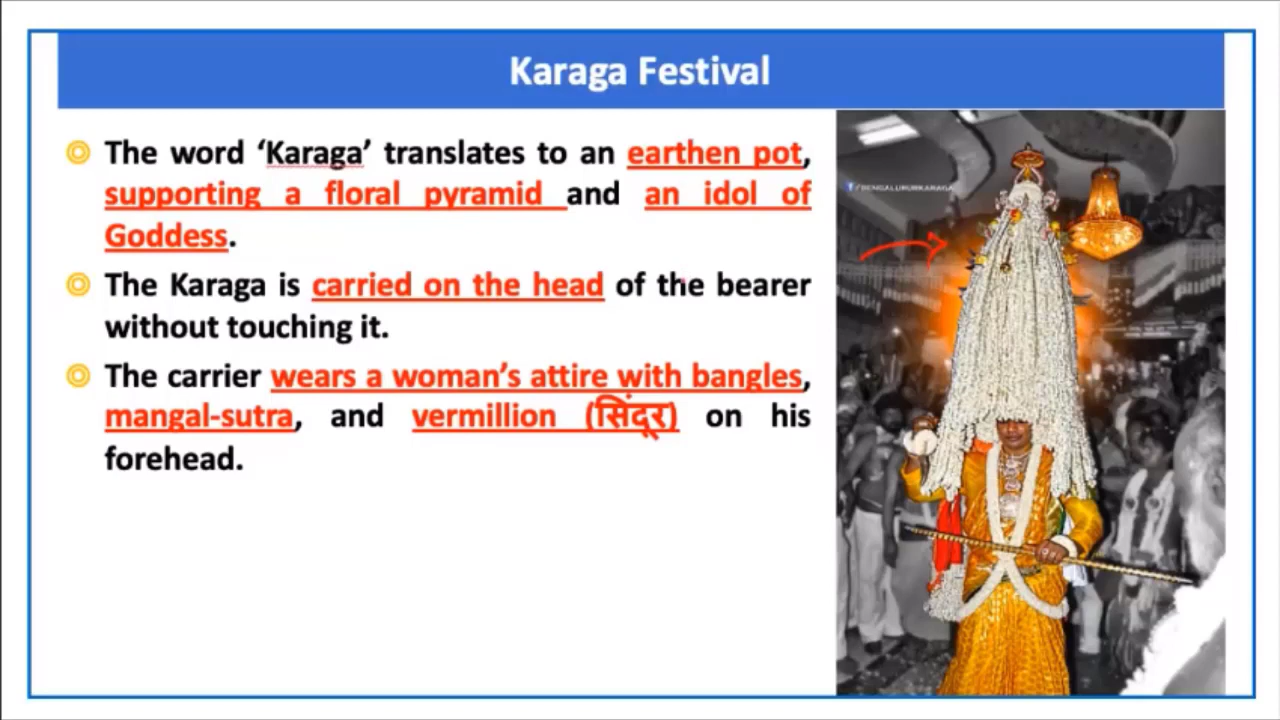 Karaga Festival
The word ‘Karaga’ translates to an earthen pot,
supporting a floral pyramid and an idol of
Goddess.
The Karaga is carried on the head of the bearer
without touching it.
The carrier wears a woman’s attire with bangles,
mangal-sutra, and vermillion (सिंदूर) on his
forehead.
f/BENGALURURKARAGA